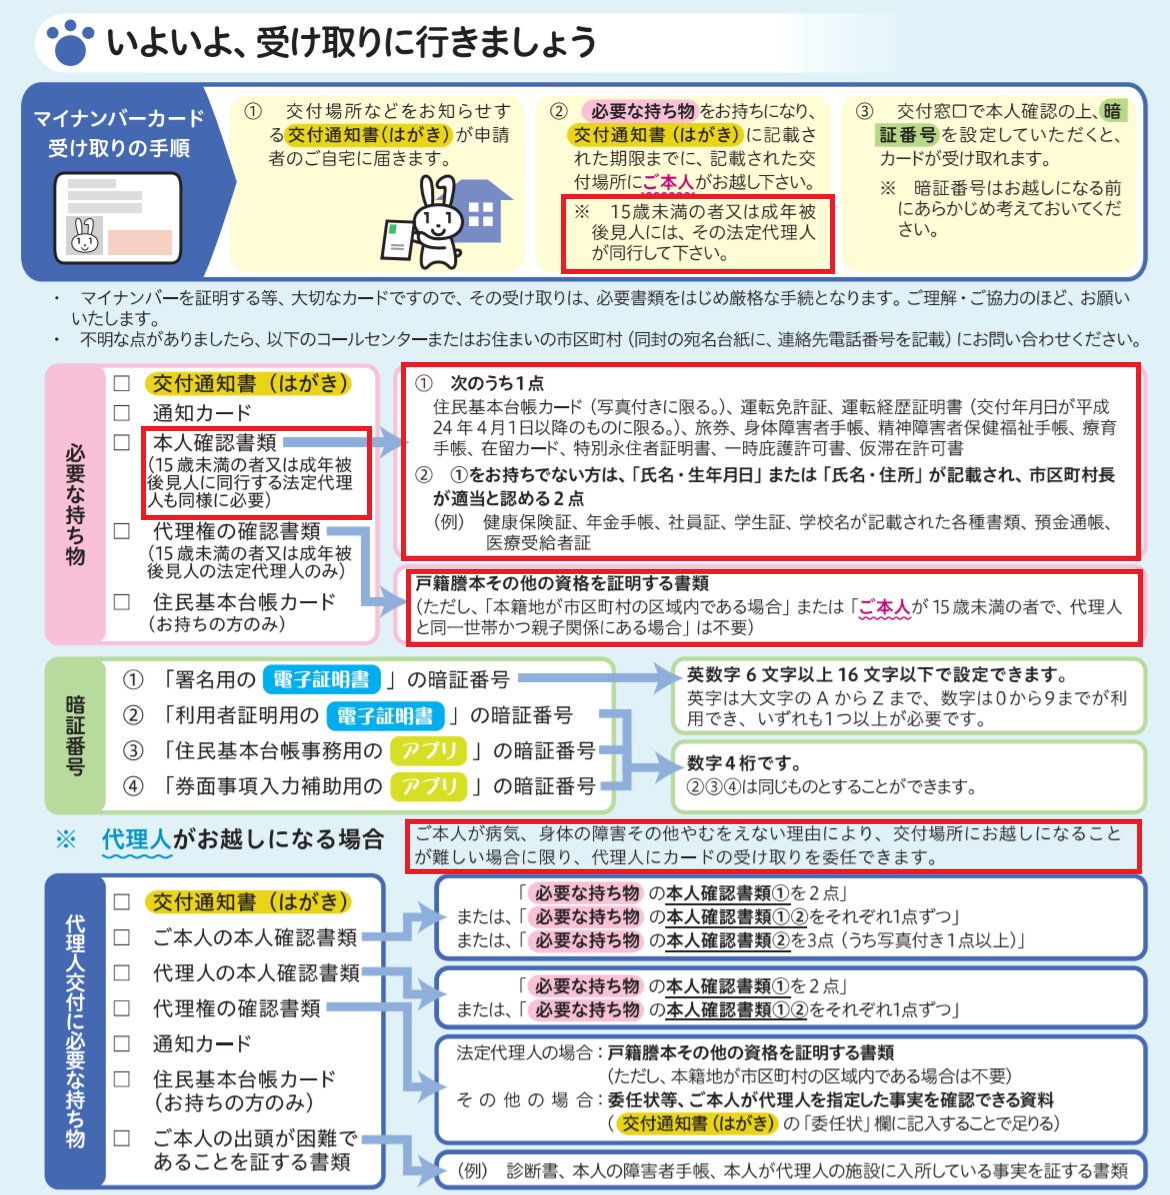 いよいよ、受け取りに行きましょう
マイナンバーカード
受け取りの手順
① 交付場所などをお知らせす
る交付通知書(はがき)が申請
者のご自宅に届きます。
② 必要な持ち物をお持ちになり、
交付通知書(はがき)に記載さ
れた期限までに、記載された交
付場所にご本人がお越し下さい。
※ 15歳未満の者又は成年被
後見人には、その法定代理人
が同行して下さい。
③ 交付窓口で本人確認の上、暗
証番号を設定していただくと、
カードが受け取れます。
※ 暗証番号はお越しになる前
にあらかじめ考えておいてくだ
さい。
・ マイナンバーを証明する等、大切なカードですので、その受け取りは、必要書類をはじめ厳格な手続となります。ご理解・ご協力のほど、お願い
いたします。
・ 不明な点がありましたら、以下のコールセンターまたはお住まいの市区町村(同封の宛名台紙に、連絡先電話番号を記載)にお問い合わせください。
必要な持ち物
□ 交付通知書(はがき)
□ 通知カード
□ 本人確認書類
(15歳未満の者又は成年被
後見人に同行する法定代理
人も同様に必要)
□ 代理権の確認書類
(15歳未満の者又は成年被
後見人の法定代理人のみ)
□ 住民基本台帳カード
(お持ちの方のみ)
① 次のうち1点
住民基本台帳カード(写真付きに限る。)、運転免許証、運転経歴証明書(交付年月日が平成
24年4月1日以降のものに限る。)、旅券、身体障害者手帳、精神障害者保健福祉手帳、療育
手帳、在留カード、特別永住者証明書、一時庇護許可書、仮滞在許可書
② ①をお持ちでない方は、「氏名・生年月日」または「氏名・住所」が記載され、市区町村長
が適当と認める2点
(例) 健康保険証、年金手帳、社員証、学生証、学校名が記載された各種書類、預金通帳、
医療受給者証
戸籍謄本その他の資格を証明する書類
(ただし、「本籍地が市区町村の区域内である場合」または「ご本人が15歳未満の者で、代理人
と同一世帯かつ親子関係にある場合」は不要)
暗証番号
① 「署名用の 電子証明書 」の暗証番号
② 「利用者証明用の 電子証明書 」の暗証番号
③ 「住民基本台帳事務用の アプリ 」の暗証番号
④ 「券面事項入力補助用の アプリ 」の暗証番号
英数字6文字以上16文字以下で設定できます。
英字は大文字のAからZまで、数字は0から9までが利
用でき、いずれも1つ以上が必要です。
数字4桁です。
②③④は同じものとすることができます。
※ 代理人がお越しになる場合
ご本人が病気、身体の障害その他やむをえない理由により、交付場所にお越しになること
が難しい場合に限り、代理人にカードの受け取りを委任できます。
代理人交付に必要な持ち物
□ 交付通知書(はがき)
□ ご本人の本人確認書類
□ 代理人の本人確認書類
□ 代理権の確認書類
□ 通知カード
□ 住民基本台帳カード
(お持ちの方のみ)
□ ご本人の出頭が困難で
あることを証する書類
「必要な持ち物 の本人確認書類①を2点」
または、「必要な持ち物 の本人確認書類①②をそれぞれ1点ずつ」
または、「必要な持ち物 の本人確認書類②を3点(うち写真付き1点以上)」
「必要な持ち物 の本人確認書類①を2点」
または、「必要な持ち物 の本人確認書類①②をそれぞれ1点ずつ」
法定代理人の場合:戸籍謄本その他の資格を証明する書類
(ただし、本籍地が市区町村の区域内である場合は不要)
その他の場合:委任状等、ご本人が代理人を指定した事実を確認できる資料
(交付通知書(はがき) の「委任状」欄に記入することで足りる)
(例) 診断書、本人の障害者手帳、本人が代理人の施設に入所している事実を証する書類